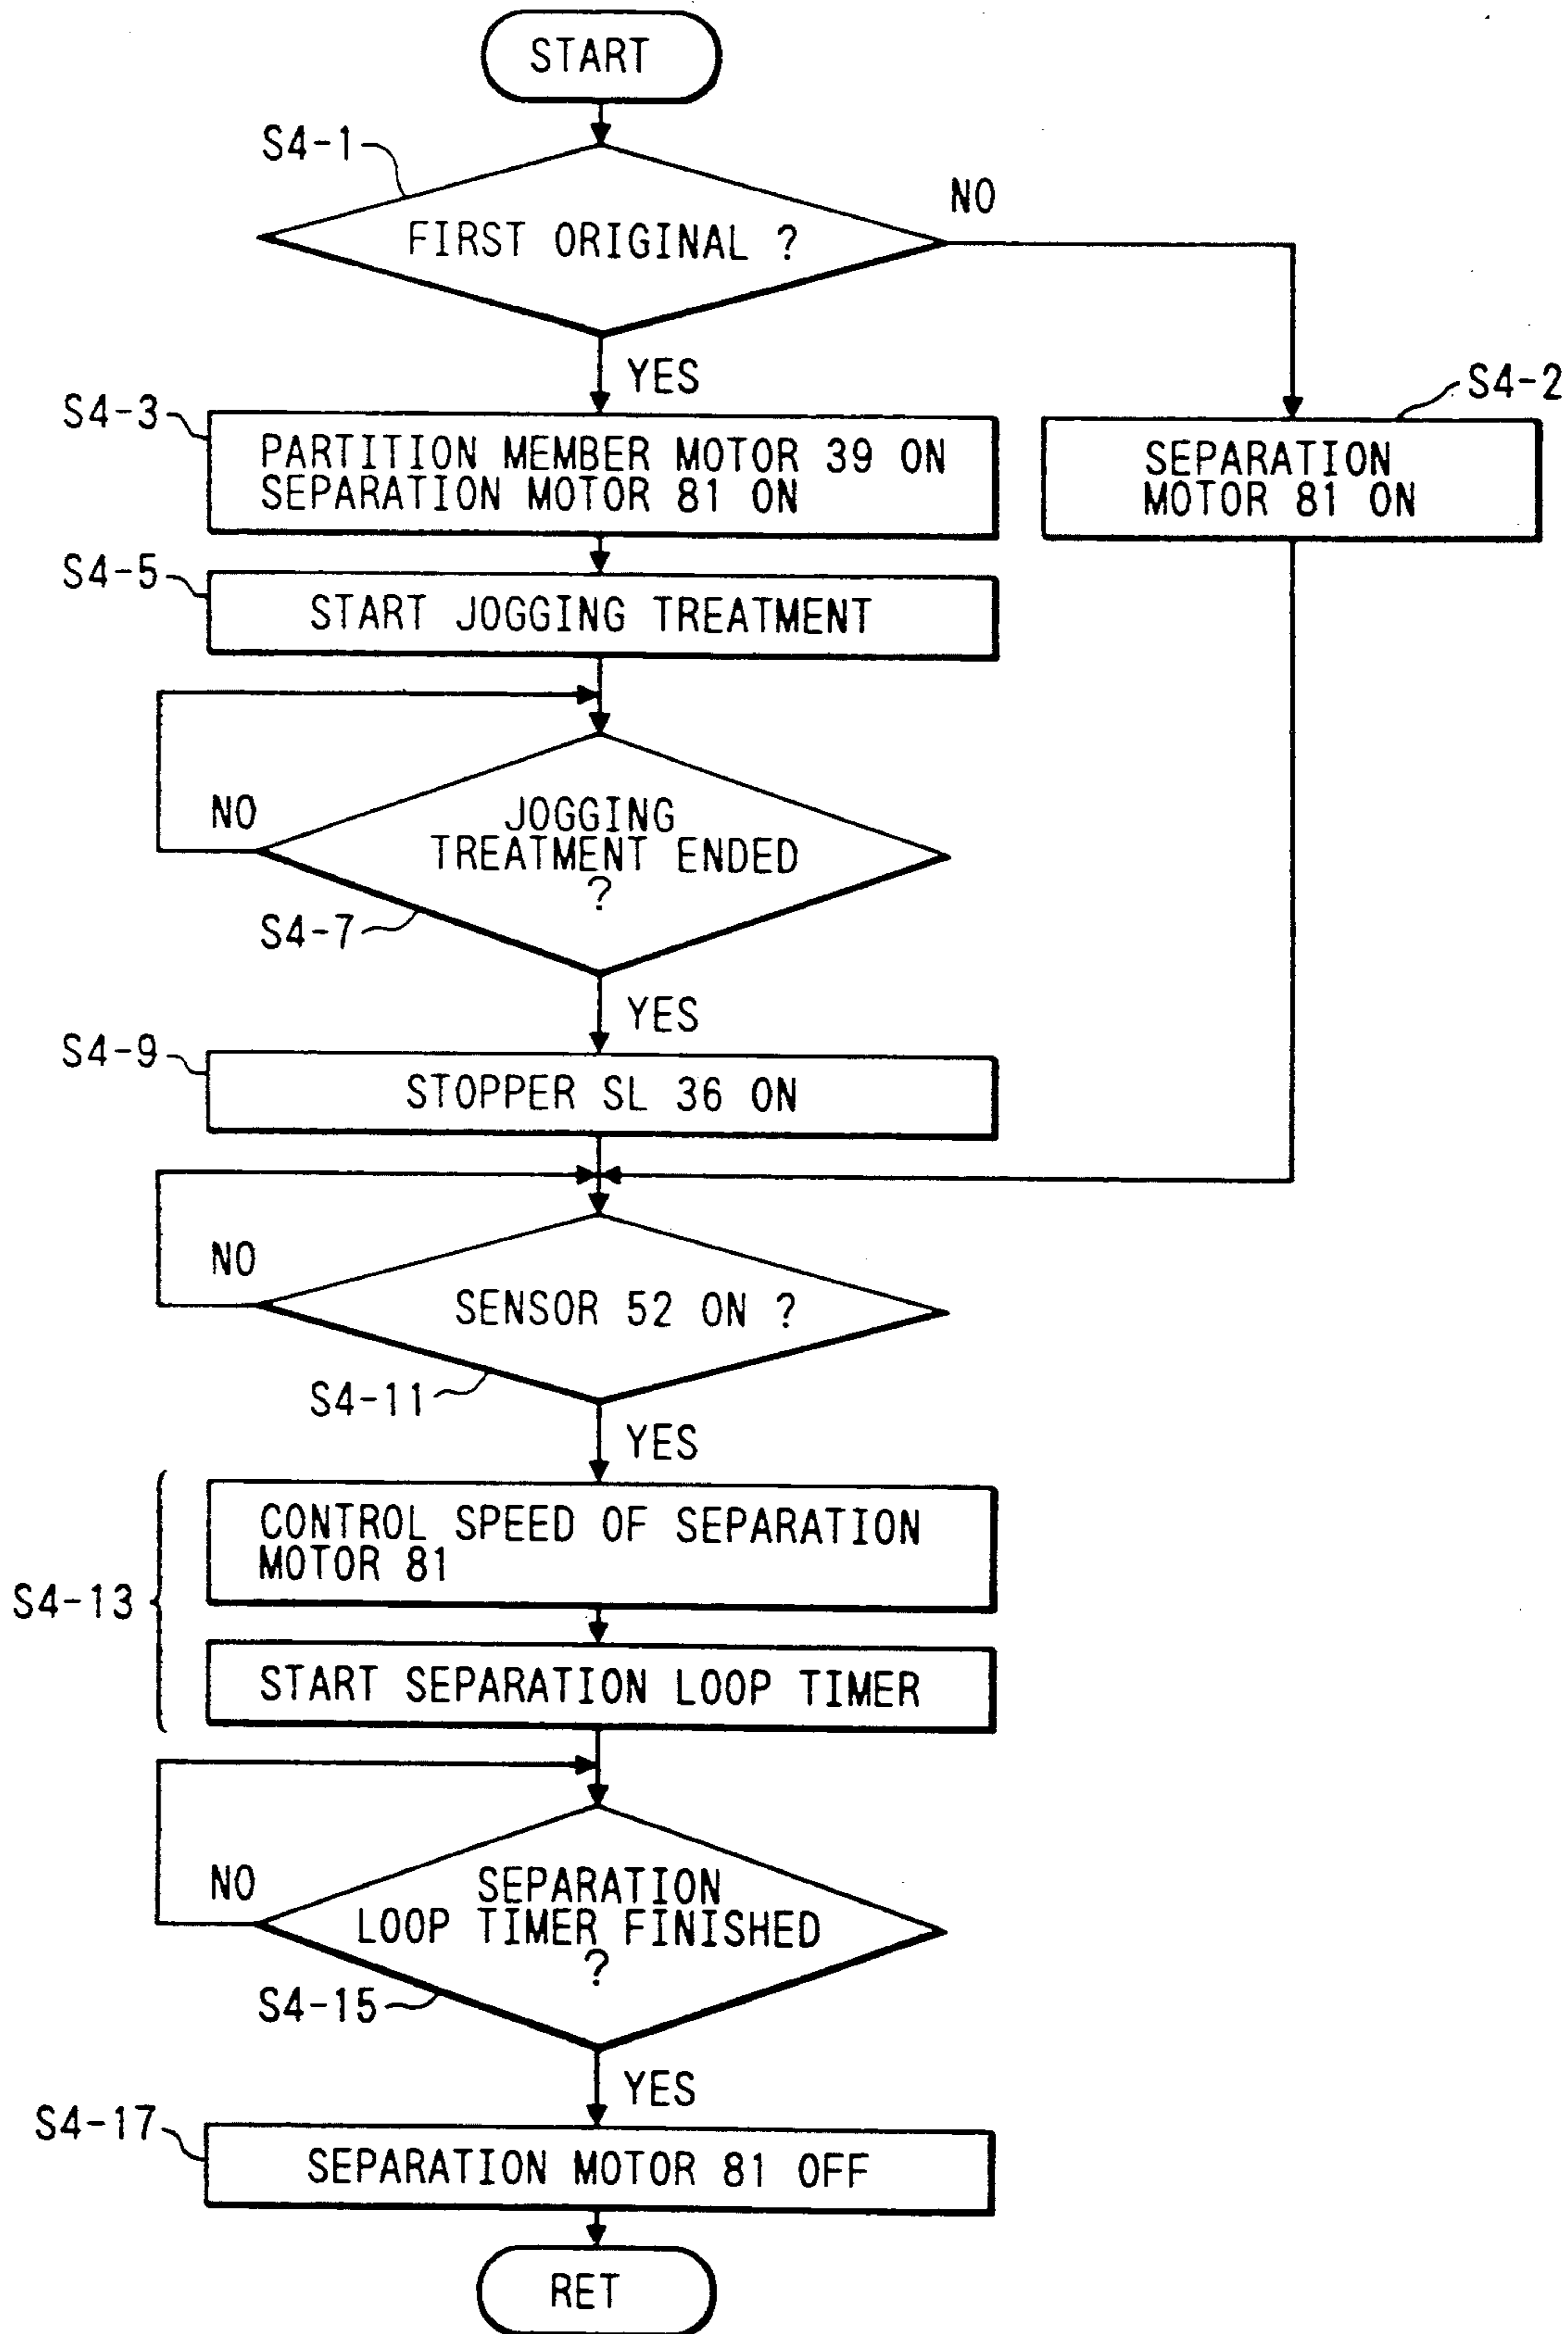 START
S4-1
NO
FIRST ORIGINAL ?
YES
S4-2
S4-3
PARTITION MEMBER MOTOR 39 ON
SEPARATION MOTOR 81 ON
SEPARATION
MOTOR 81 ON
S4-5
START JOGGING TREATMENT
NO
JOGGING
TREATMENT ENDED
?
S4-7
YES
S4-9
STOPPER SL 36 ON
NO
SENSOR 52 ON ?
S4-11
YES
CONTROL SPEED OF SEPARATION
MOTOR 81
S4-13
START SEPARATION LOOP TIMER
NO
SEPARATION
LOOP TIMER FINISHED
?
S4-15
YES
S4-17
SEPARATION MOTOR 81 OFF
RET